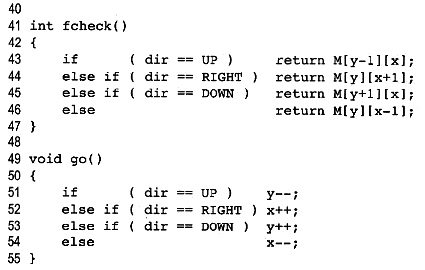 40
41 int fcheck()
42 {
43     if      ( dir == UP )     return M[y-1][x];
44     else if ( dir == RIGHT )  return M[y][x+1];
45     else if ( dir == DOWN )   return M[y+1][x];
46     else                      return M[y][x-1];
47 }
48
49 void go()
50 {
51     if      ( dir == UP )    y--;
52     else if ( dir == RIGHT ) x++;
53     else if ( dir == DOWN )  y++;
54     else                     x--;
55 }